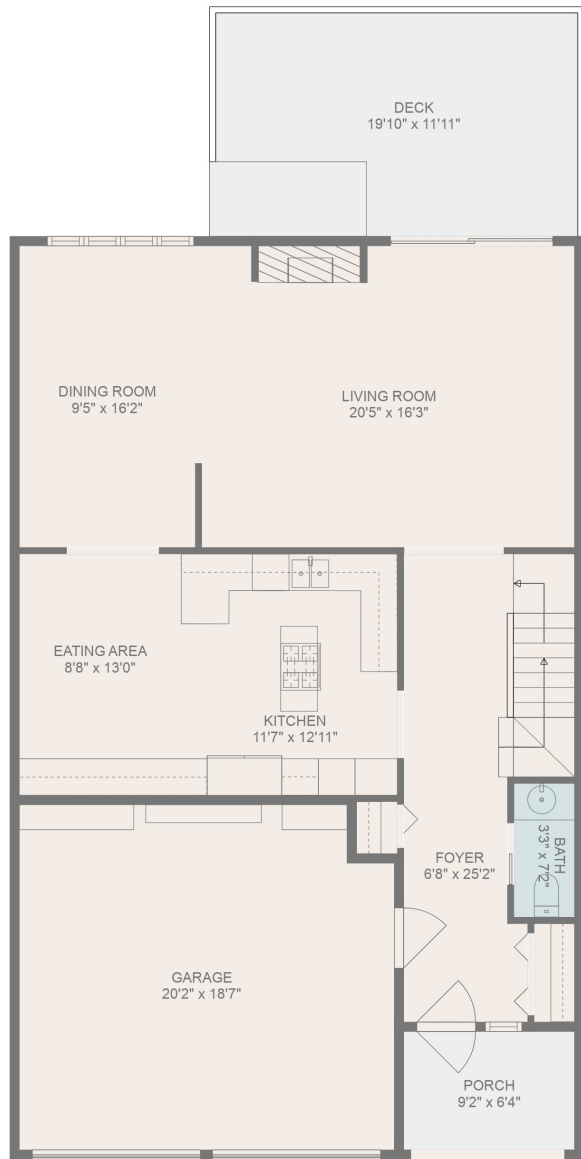 DECK
19'10" x 11'11"
DINING ROOM
9'5" x 16'2"
LIVING ROOM
20'5" x 16'3"
EATING AREA
8'8" x 13'0"
KITCHEN
11'7" x 12'11"
FOYER
6'8" x 25'2"
BATH
3'3" x 7'2"
GARAGE
20'2" x 18'7"
PORCH
9'2" x 6'4"